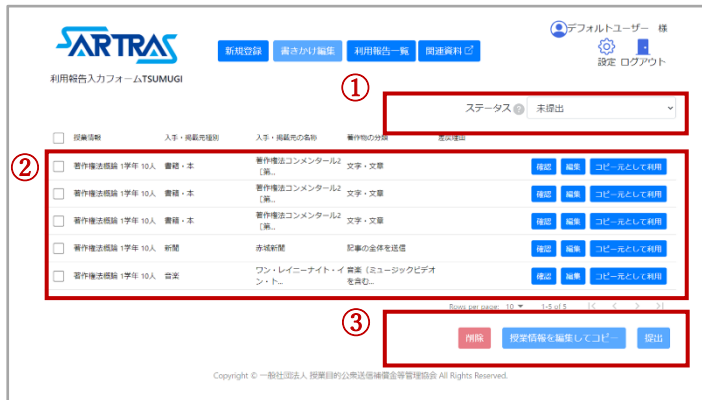 SARTRAS
利用報告入力フォームTSUMUGI
新規登録 書きかけ編集 利用報告一覧 関連資料
デフォルトユーザー 様
設定 ログアウト
①
ステータス ? 未提出
授業情報 入手・掲載元種別 入手・掲載元の名称 著作物の分類 差戻理由
②
著作権法概論 1学年 10人 書籍・本 著作権法コンメンタール2［第... 文字・文章 確認 編集 コピー元として利用
著作権法概論 1学年 10人 書籍・本 著作権法コンメンタール2［第... 文字・文章 確認 編集 コピー元として利用
著作権法概論 1学年 10人 書籍・本 著作権法コンメンタール2［第... 文字・文章 確認 編集 コピー元として利用
著作権法概論 1学年 10人 新聞 赤城新聞 記事の全体を送信 確認 編集 コピー元として利用
著作権法概論 1学年 10人 音楽 ワン・レイニーナイト・イン・ト... 音楽（ミュージックビデオを含む... 確認 編集 コピー元として利用
Rows per page: 10 1-5 of 5
③
削除 授業情報を編集してコピー 提出
Copyright © 一般社団法人 授業目的公衆送信補償金等管理協会 All Rights Reserved.